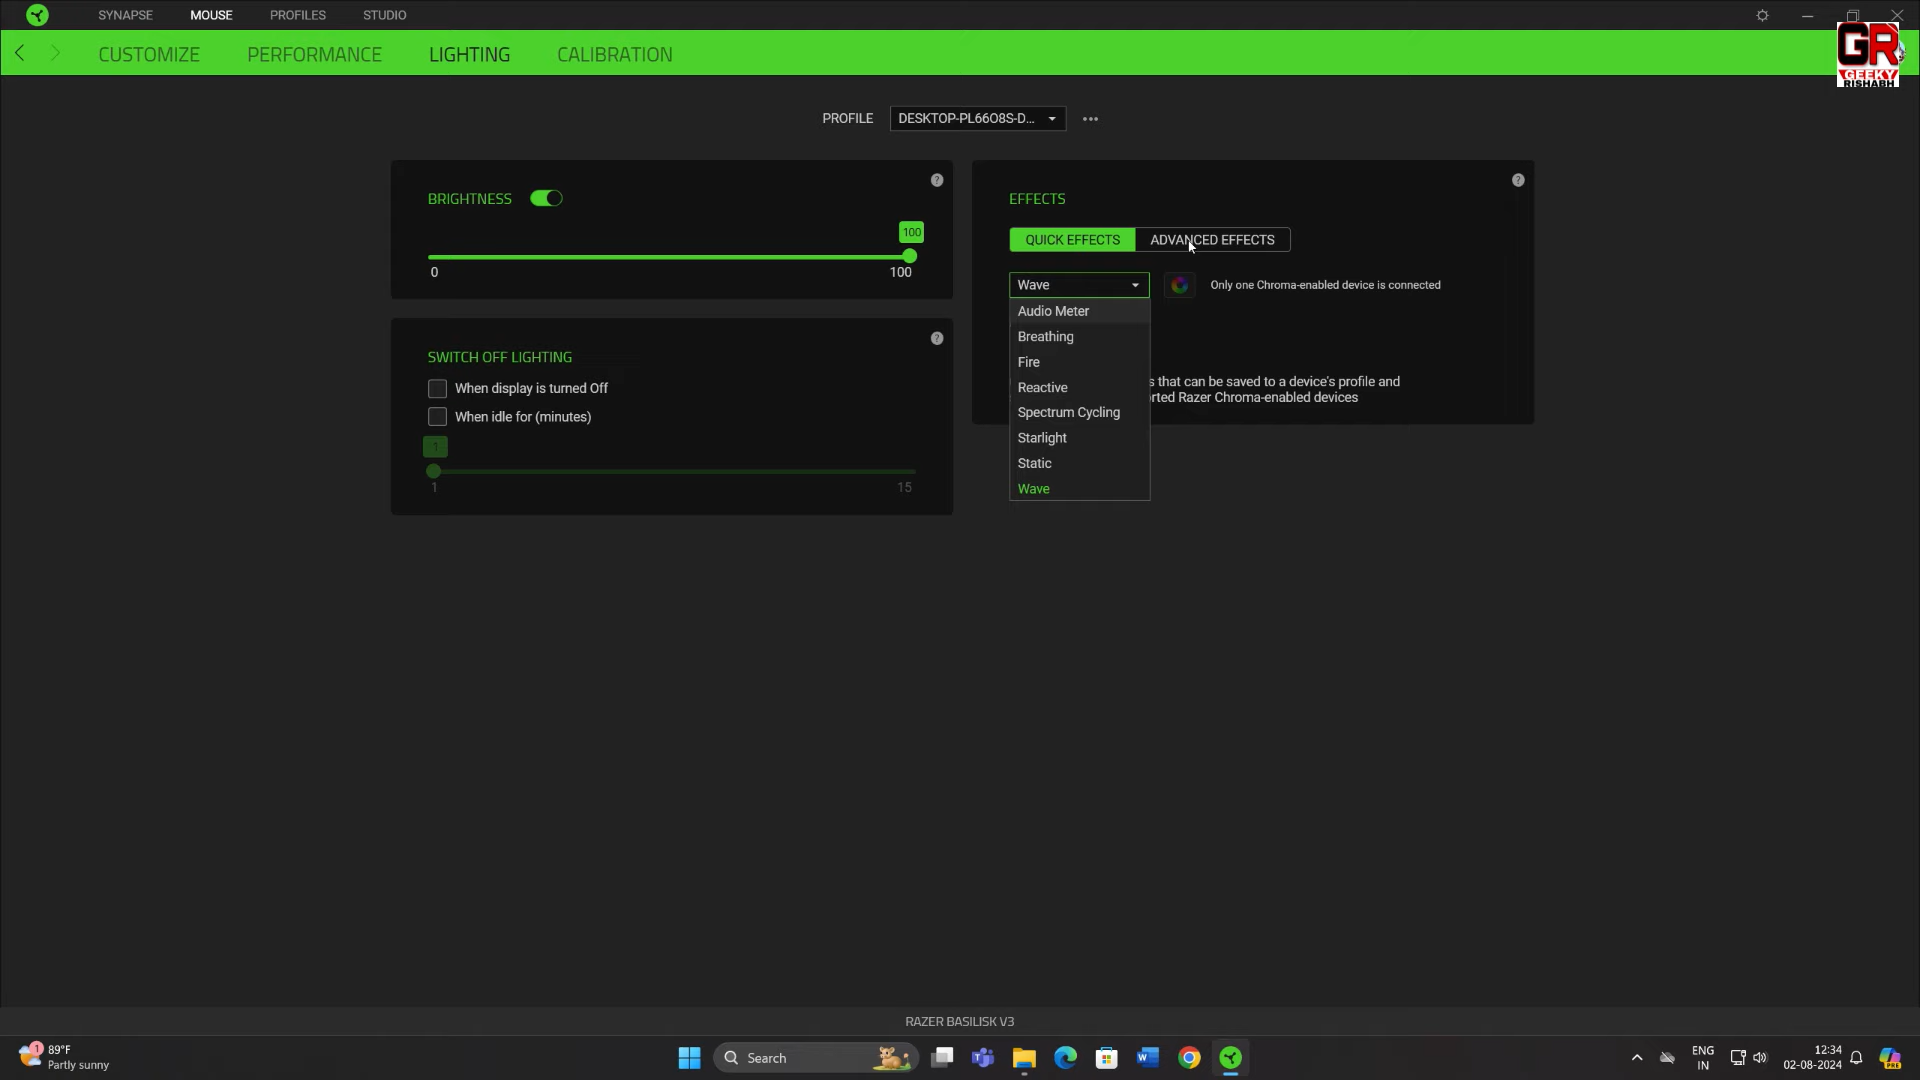 SYNAPSE MOUSE PROFILES STUDIO
CUSTOMIZE PERFORMANCE LIGHTING CALIBRATION
GR
GEEKY
RISHABH
PROFILE DESKTOP-PL66O8S-D... •••
BRIGHTNESS
?
100
0 100
SWITCH OFF LIGHTING
?
When display is turned Off
When idle for (minutes)
1
1 15
EFFECTS
?
QUICK EFFECTS ADVANCED EFFECTS
Wave Only one Chroma-enabled device is connected
Audio Meter
Breathing
Fire
Reactive
Spectrum Cycling
Starlight
Static
Wave
s that can be saved to a device's profile and
rted Razer Chroma-enabled devices
RAZER BASILISK V3
1
89°F
Partly sunny
Search
ENG
IN
12:34
02-08-2024
PRE